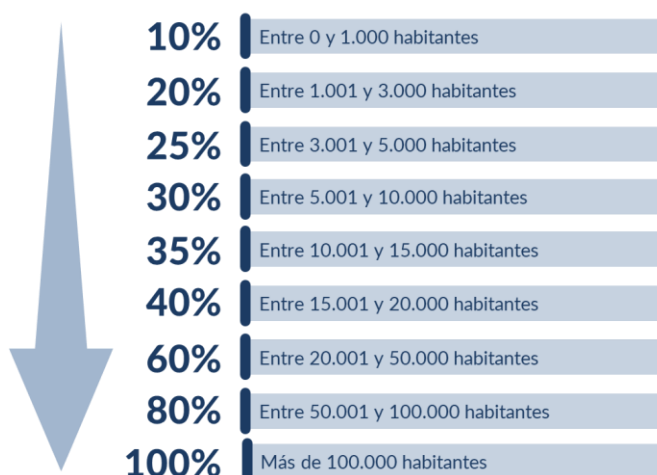 10% Entre 0 y 1.000 habitantes
20% Entre 1.001 y 3.000 habitantes
25% Entre 3.001 y 5.000 habitantes
30% Entre 5.001 y 10.000 habitantes
35% Entre 10.001 y 15.000 habitantes
40% Entre 15.001 y 20.000 habitantes
60% Entre 20.001 y 50.000 habitantes
80% Entre 50.001 y 100.000 habitantes
100% Más de 100.000 habitantes